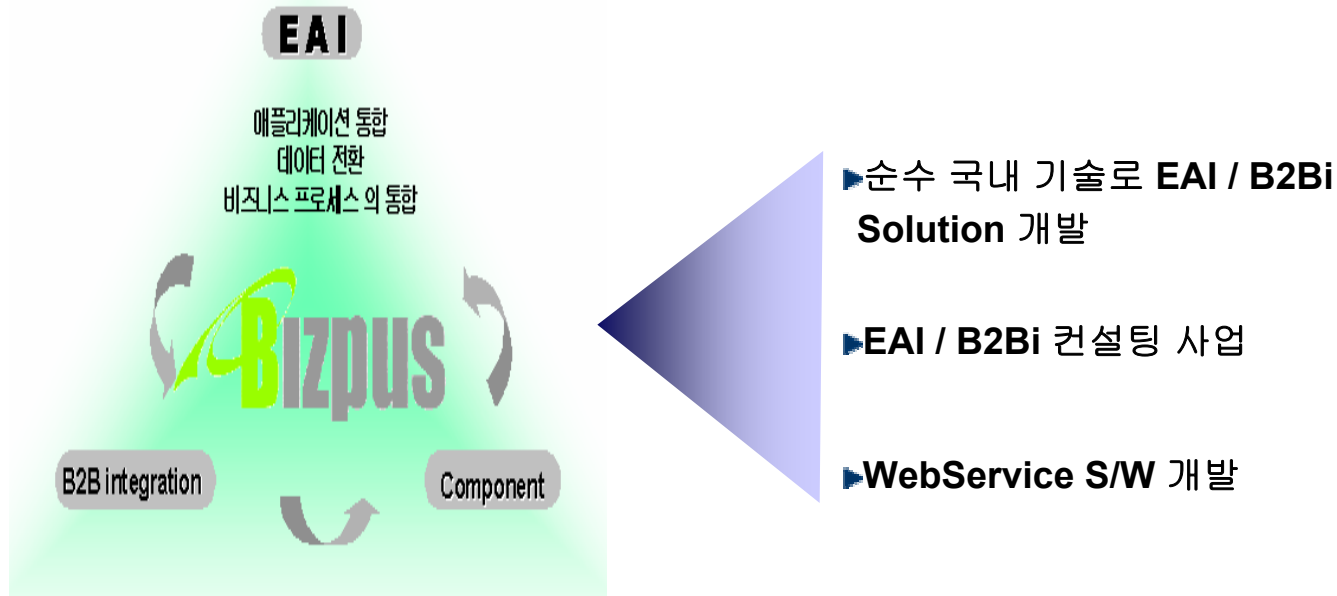 EAI
애플리케이션 통합
데이터 전환
비즈니스 프로세스 의 통합
Bizpus
B2B integration
Component
▶순수 국내 기술로 EAI / B2Bi
Solution 개발
▶EAI / B2Bi 컨설팅 사업
▶WebService S/W 개발